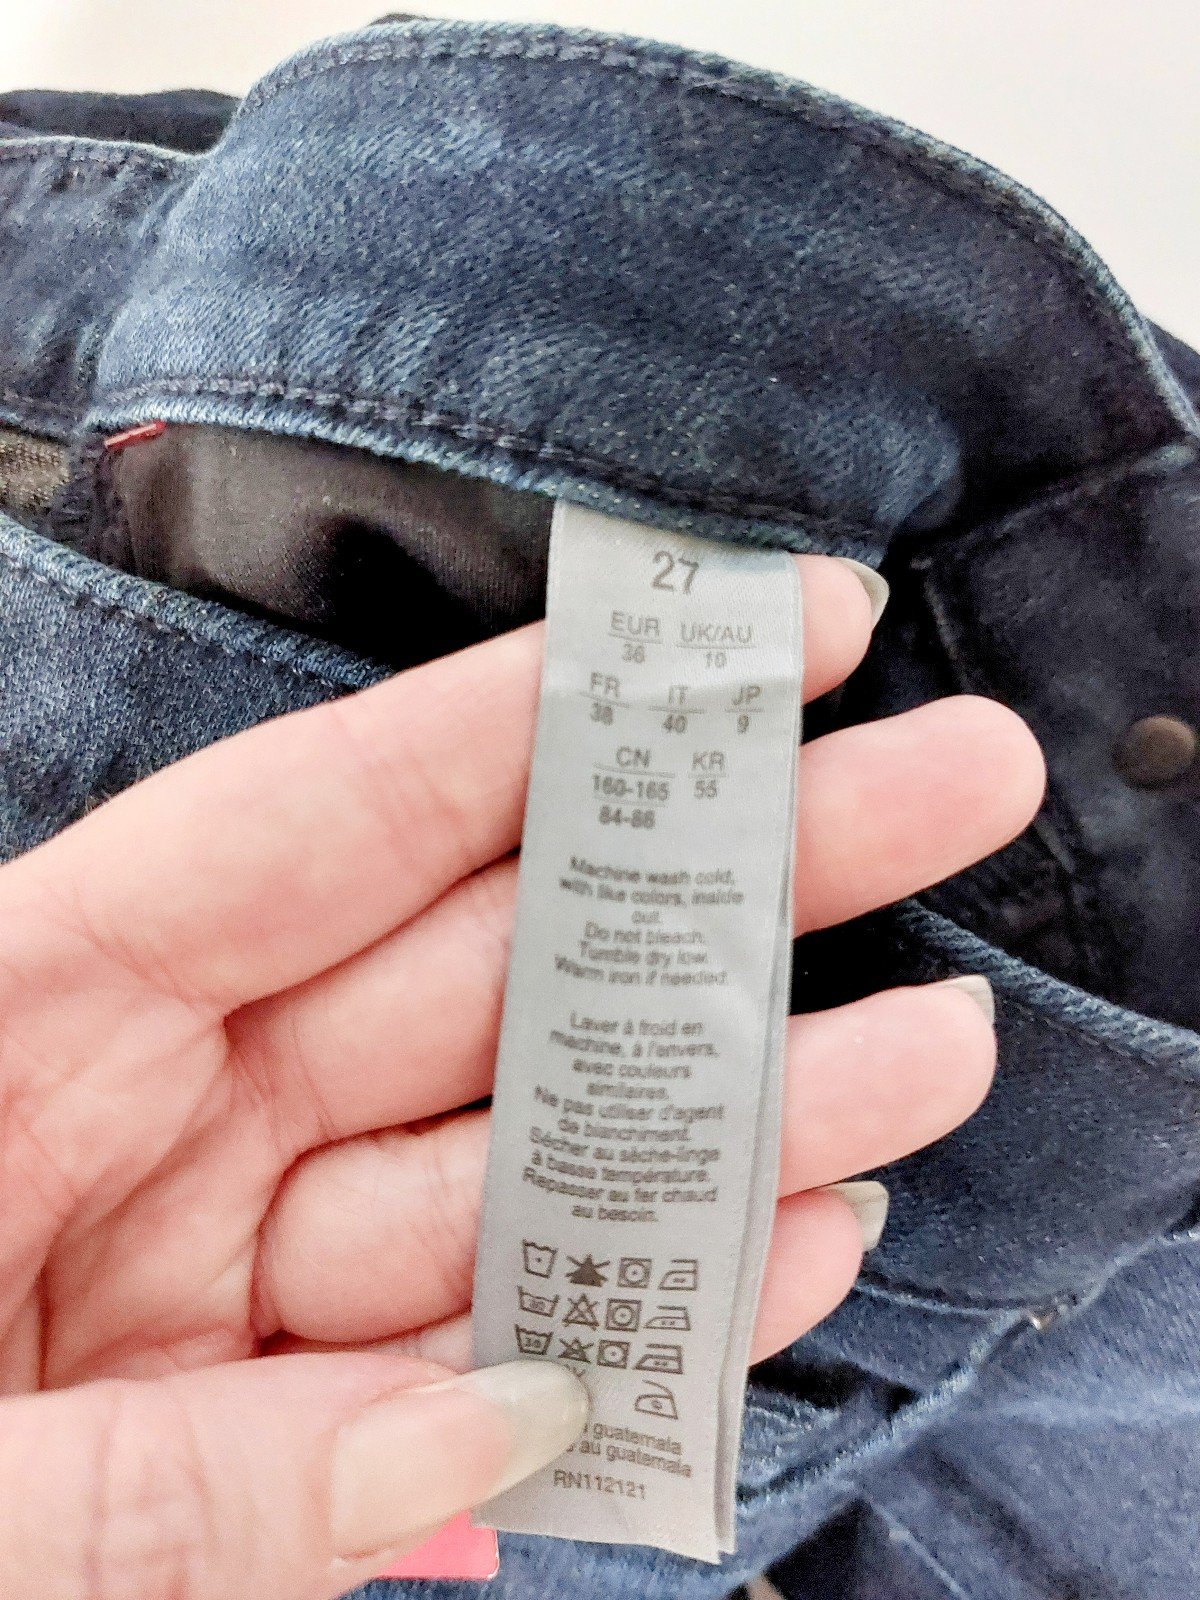 27
EUR UK/AU
36 10
FR IT JP
38 40 9
CN KR
160-165 55
84-86
Machine wash cold,
with like colors, inside
out.
Do not bleach.
Tumble dry low.
Warm iron if needed.
Laver à froid en
machine, à l'envers,
avec couleurs
similaires.
Ne pas utiliser d'agent
de blanchiment.
Sécher au sèche-linge
à basse température.
Repasser au fer chaud
au besoin.
30
30
guatemala
au guatemala
RN112121